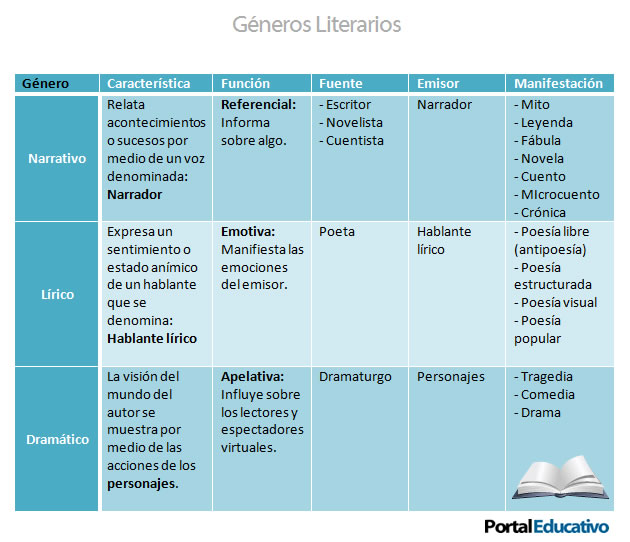 Géneros Literarios
Género
Característica
Función
Fuente
Emisor
Manifestación
Narrativo
Relata
acontecimientos
o sucesos por
medio de un voz
denominada:
Narrador
Referencial:
Informa
sobre algo.
- Escritor
- Novelista
- Cuentista
Narrador
- Mito
- Leyenda
- Fábula
- Novela
- Cuento
- MIcrocuento
- Crónica
Lírico
Expresa un
sentimiento o
estado anímico
de un hablante
que se
denomina:
Hablante lírico
Emotiva:
Manifiesta las
emociones
del emisor.
Poeta
Hablante
lírico
- Poesía libre
(antipoesía)
- Poesía
estructurada
- Poesía visual
- Poesía
popular
Dramático
La visión del
mundo del
autor se
muestra por
medio de las
acciones de los
personajes.
Apelativa:
Influye sobre
los lectores y
espectadores
virtuales.
Dramaturgo
Personajes
- Tragedia
- Comedia
- Drama
PortalEducativo